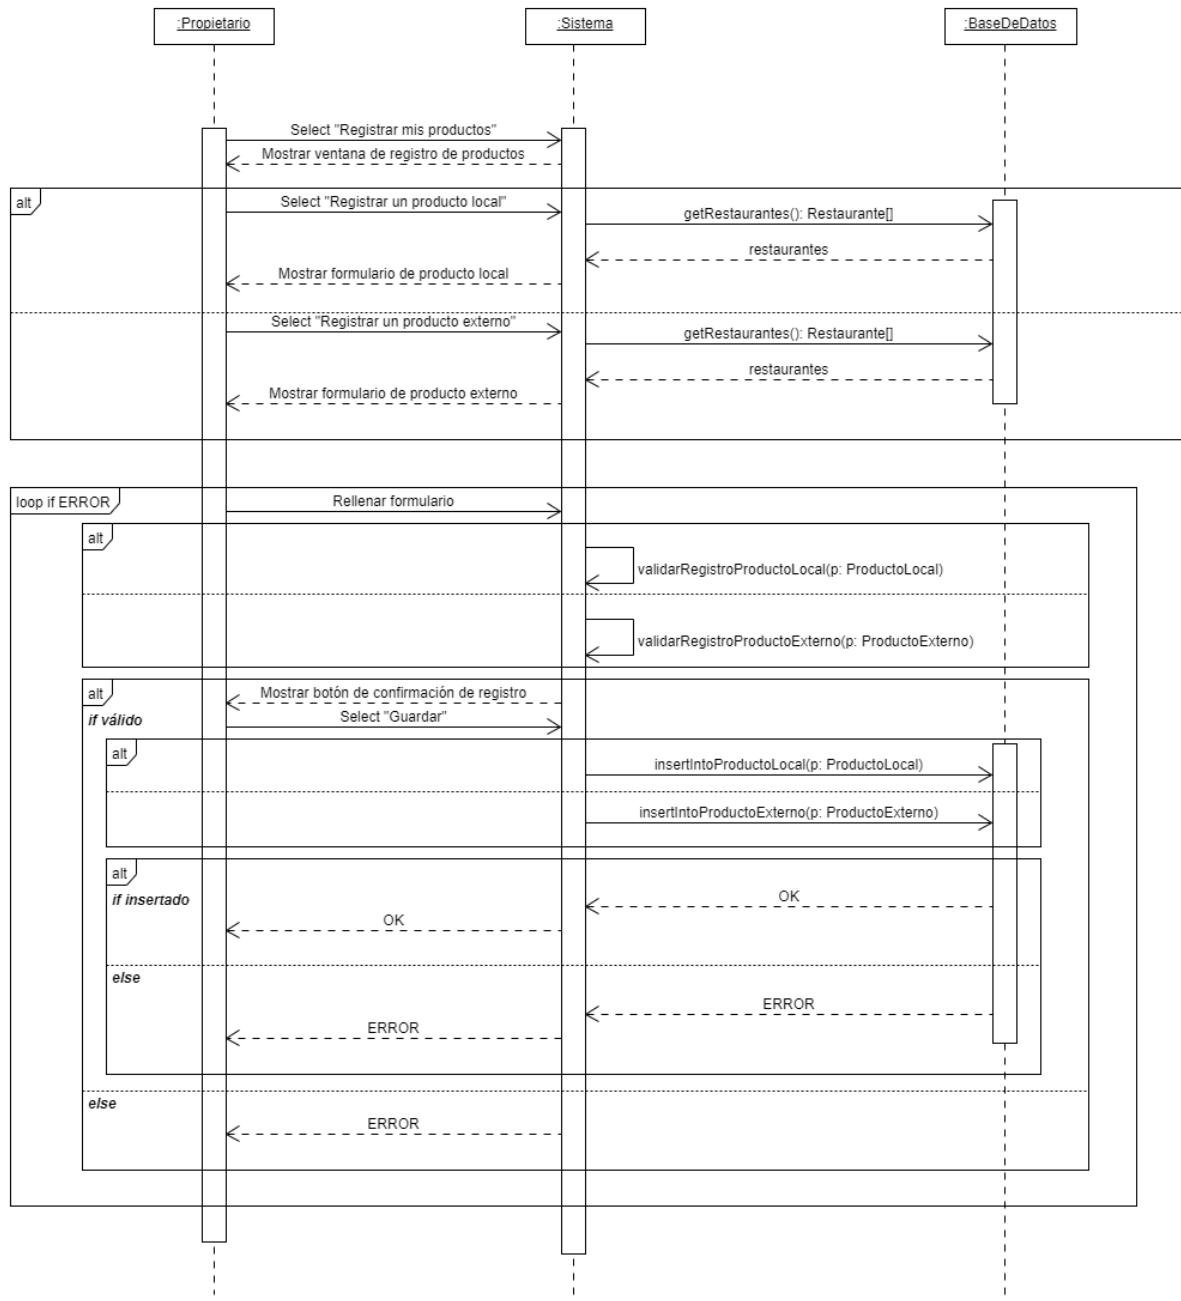 :Propietario
:Sistema
:BaseDeDatos
Select "Registrar mis productos"
Mostrar ventana de registro de productos
alt
Select "Registrar un producto local"
getRestaurantes(): Restaurante[]
restaurantes
Mostrar formulario de producto local
Select "Registrar un producto externo"
getRestaurantes(): Restaurante[]
restaurantes
Mostrar formulario de producto externo
loop if ERROR
Rellenar formulario
alt
validarRegistroProductoLocal(p: ProductoLocal)
validarRegistroProductoExterno(p: ProductoExterno)
alt
Mostrar botón de confirmación de registro
if válido
Select "Guardar"
alt
insertIntoProductoLocal(p: ProductoLocal)
insertIntoProductoExterno(p: ProductoExterno)
alt
if insertado
OK
OK
else
ERROR
ERROR
else
ERROR